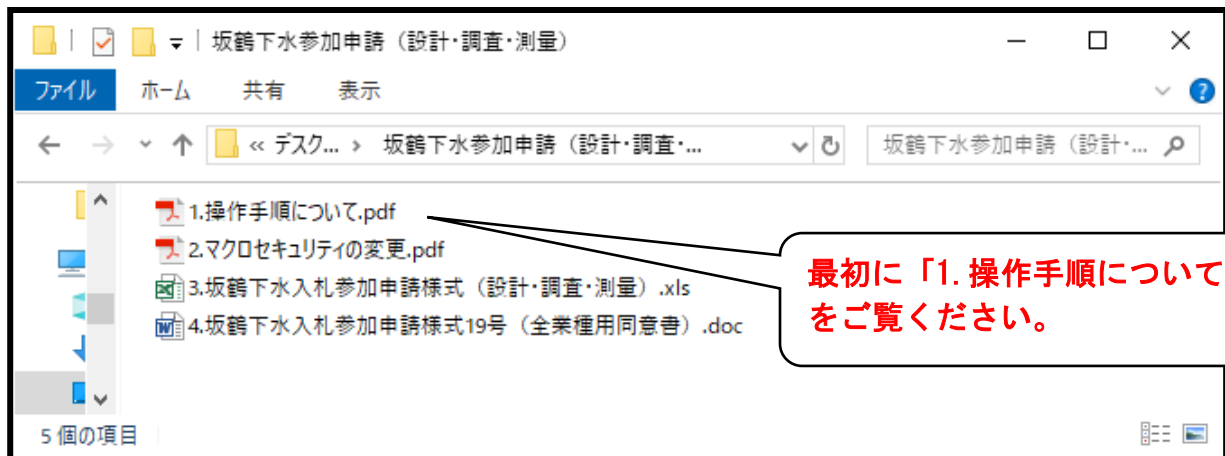 坂鶴下水参加申請（設計・調査・測量）
ファイル ホーム 共有 表示
« デスク... › 坂鶴下水参加申請（設計・調査・... 坂鶴下水参加申請（設計・...
1.操作手順について.pdf
2.マクロセキュリティの変更.pdf
3.坂鶴下水入札参加申請様式（設計・調査・測量）.xls
4.坂鶴下水入札参加申請様式19号（全業種用同意書）.doc
最初に「1.操作手順について
をご覧ください。
5 個の項目